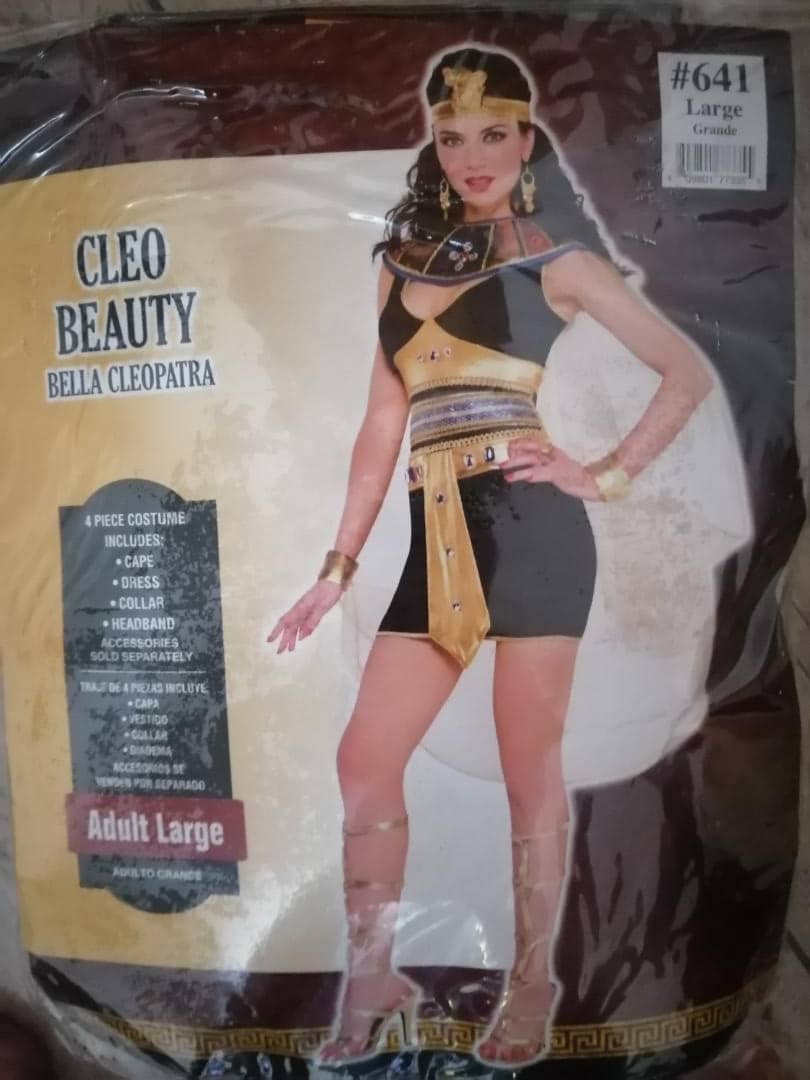 #641
Large
Grande
CLEO
BEAUTY
BELLA CLEOPATRA
4 PIECE COSTUME
INCLUDES:
• CAPE
• DRESS
• COLLAR
• HEADBAND
ACCESSORIES
SOLD SEPARATELY
TRAJE DE 4 PIEZAS INCLUYE
• CAPA
• VESTIDO
• COLLAR
• DIADEMA
ACCESORIOS SE
VENDEN POR SEPARADO
Adult Large
ADULTO GRANDE